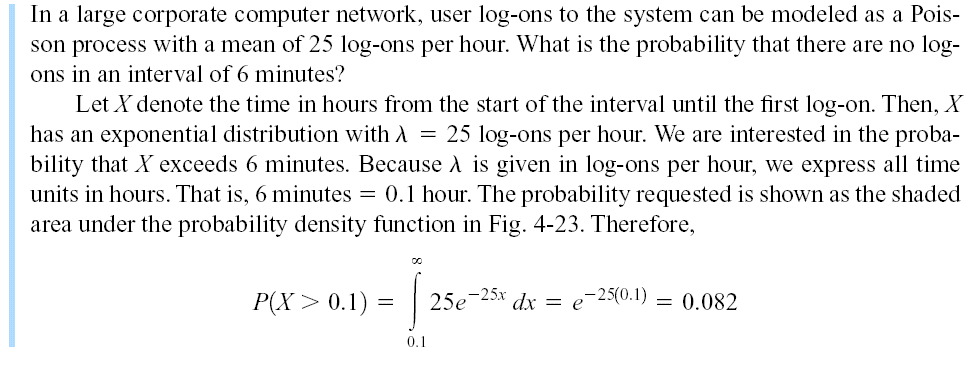 In a large corporate computer network, user log-ons to the system can be modeled as a Pois-
son process with a mean of 25 log-ons per hour. What is the probability that there are no log-
ons in an interval of 6 minutes?
Let X denote the time in hours from the start of the interval until the first log-on. Then, X
has an exponential distribution with λ = 25 log-ons per hour. We are interested in the proba-
bility that X exceeds 6 minutes. Because λ is given in log-ons per hour, we express all time
units in hours. That is, 6 minutes = 0.1 hour. The probability requested is shown as the shaded
area under the probability density function in Fig. 4-23. Therefore,
P(X > 0.1) = ∫_{0.1}^{∞} 25e^{−25x} dx = e^{−25(0.1)} = 0.082